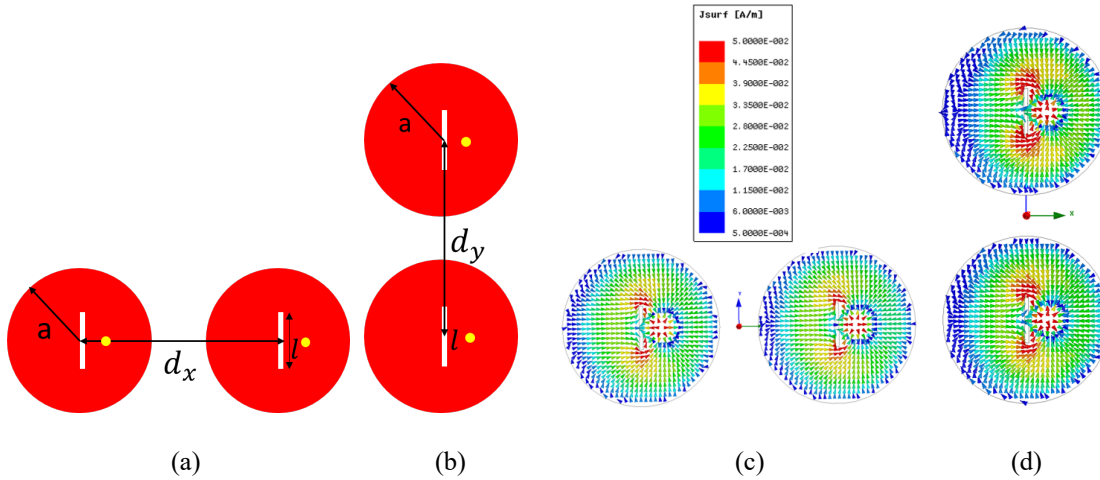 Jsurf [A/m]
5.0000E-002
4.4500E-002
3.9000E-002
3.3500E-002
2.8000E-002
2.2500E-002
1.7000E-002
1.1500E-002
6.0000E-003
5.0000E-004
a
d_y
l
a
d_x
l
Y
X
(a)
(b)
(c)
(d)